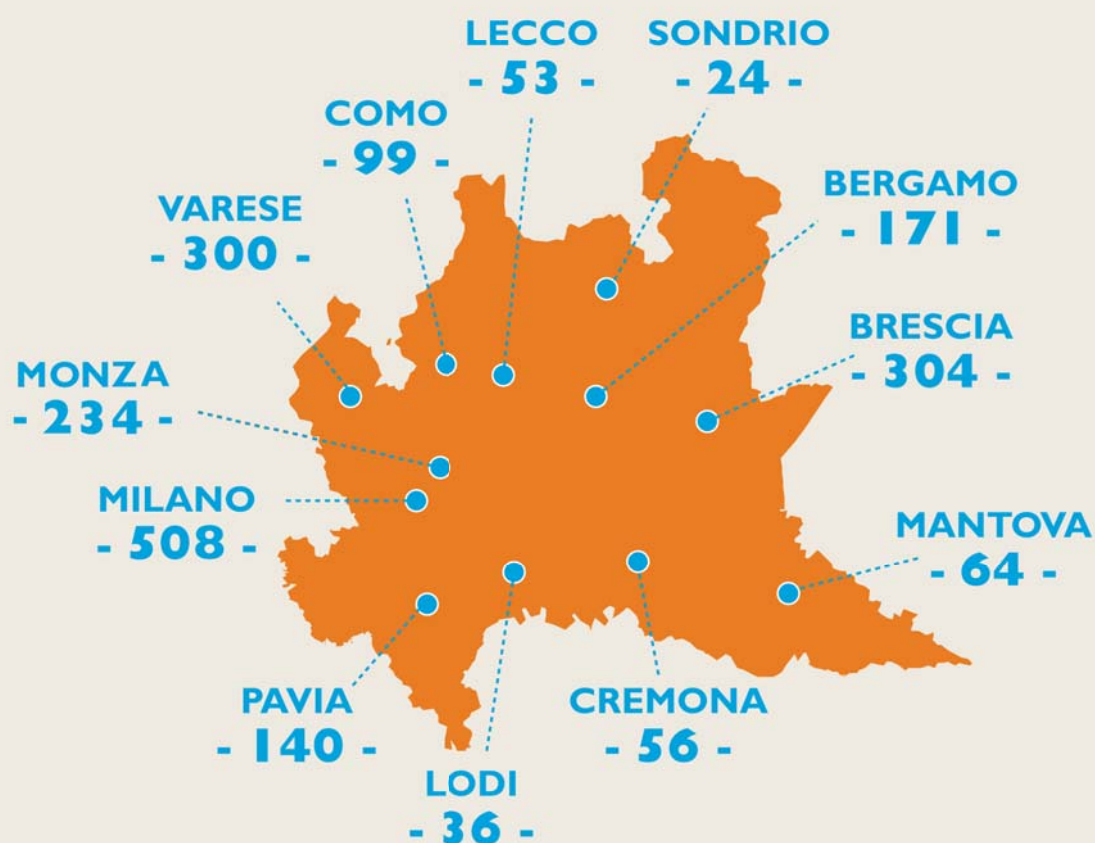 LECCO
- 53 -
SONDRIO
- 24 -
COMO
- 99 -
BERGAMO
- 171 -
VARESE
- 300 -
BRESCIA
- 304 -
MONZA
- 234 -
MILANO
- 508 -
MANTOVA
- 64 -
PAVIA
- 140 -
CREMONA
- 56 -
LODI
- 36 -